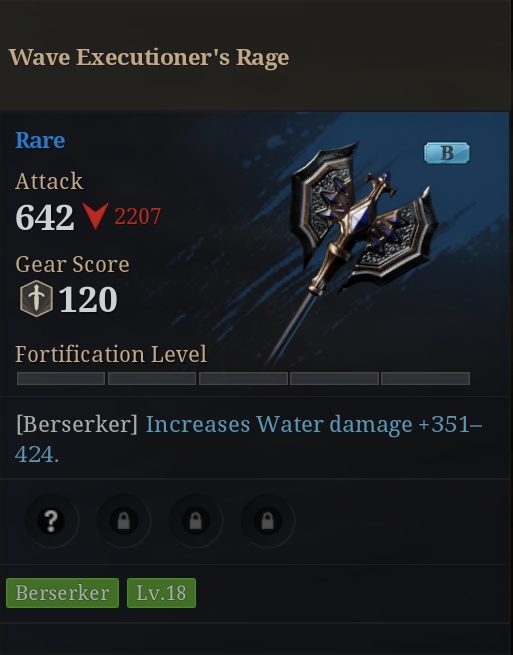 Wave Executioner's Rage
Rare
B
Attack
642 2207
Gear Score
120
Fortification Level
[Berserker] Increases Water damage +351–
424.
?
Berserker Lv.18